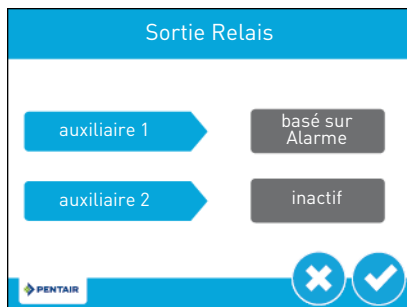 Sortie Relais
auxiliaire 1
basé sur
Alarme
auxiliaire 2
inactif
PENTAIR